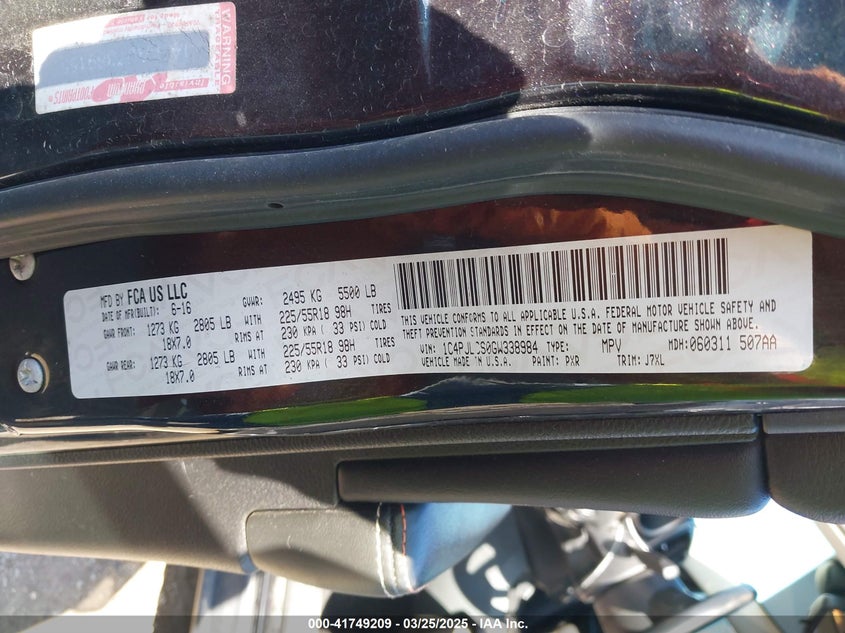 WARNING
MFD BY FCA US LLC
DATE OF MFR(BUILT): 6-16
GVWR: 2495 KG 5500 LB
GAWR FRONT: 1273 KG 2805 LB WITH 225/55R18 98H TIRES
18X7.0 RIMS AT 230 KPA ( 33 PSI) COLD
GAWR REAR: 1273 KG 2805 LB WITH 225/55R18 98H TIRES
18X7.0 RIMS AT 230 KPA ( 33 PSI) COLD
THIS VEHICLE CONFORMS TO ALL APPLICABLE U.S.A. FEDERAL MOTOR VEHICLE SAFETY AND
THEFT PREVENTION STANDARDS IN EFFECT ON THE DATE OF MANUFACTURE SHOWN ABOVE.
VIN: TYPE: MPV MDH: 060311 507AA
VEHICLE MADE IN U.S.A. PAINT: PXR TRIM: J7XL
000-41749209 - 03/25/2025 - IAA Inc.